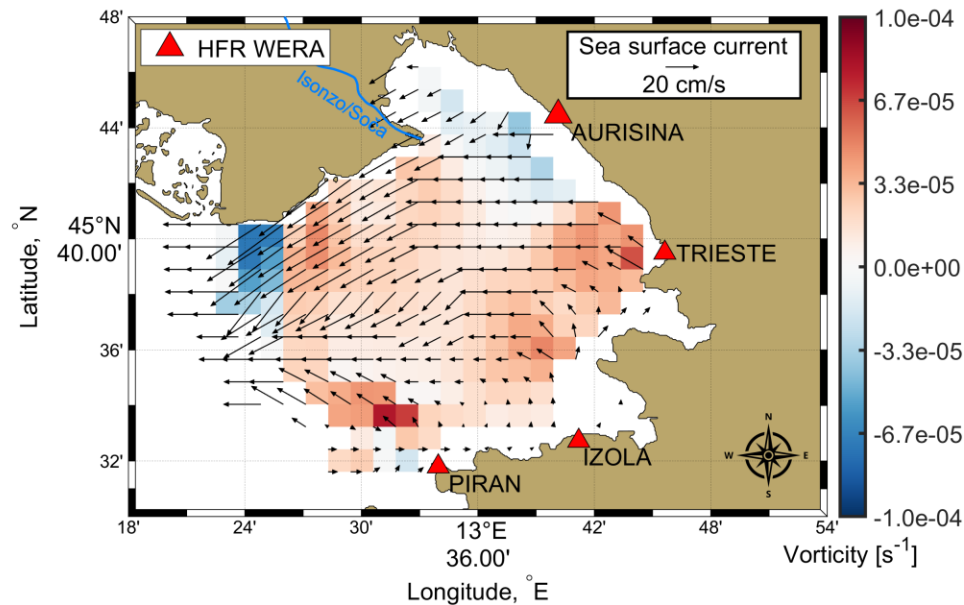 48'
44'
45°N
40.00'
36'
32'
Latitude, °N
18'
24'
30'
13°E
36.00'
42'
48'
54'
Longitude, °E
HFR WERA
Sea surface current
20 cm/s
Isonzo/Soča
AURISINA
TRIESTE
IZOLA
PIRAN
N
W
E
S
1.0e-04
6.7e-05
3.3e-05
0.0e+00
-3.3e-05
-6.7e-05
-1.0e-04
Vorticity [s⁻¹]